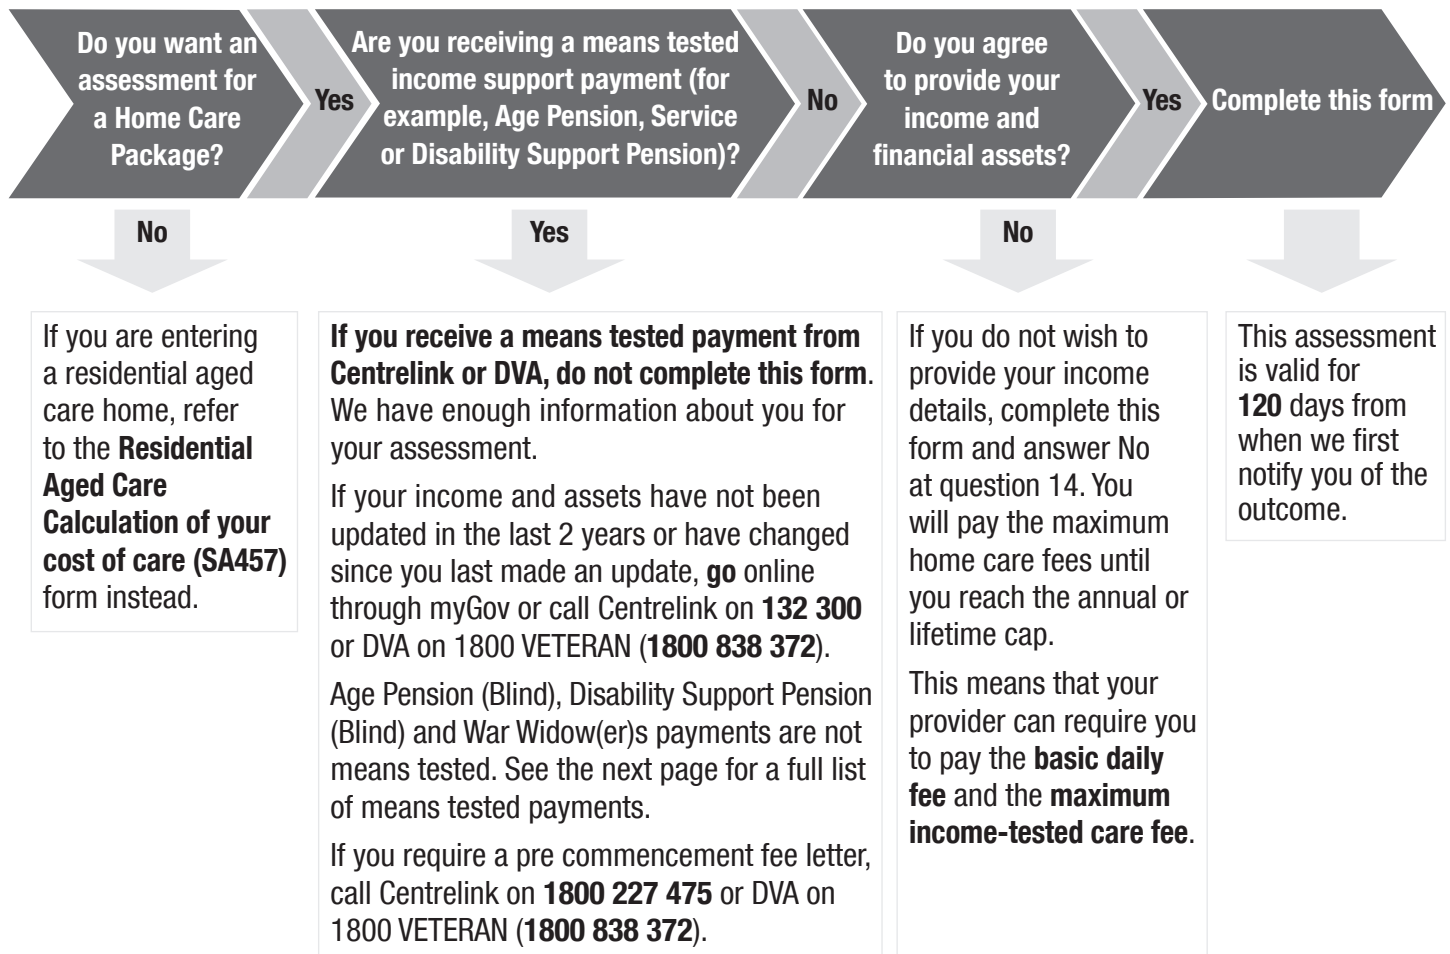 Do you want an
assessment for
a Home Care
Package?
Yes
Are you receiving a means tested
income support payment (for
example, Age Pension, Service
or Disability Support Pension)?
No
Do you agree
to provide your
income and
financial assets?
Yes
Complete this form
No
Yes
No
If you are entering
a residential aged
care home, refer
to the Residential
Aged Care
Calculation of your
cost of care (SA457)
form instead.
If you receive a means tested payment from
Centrelink or DVA, do not complete this form.
We have enough information about you for
your assessment.
If your income and assets have not been
updated in the last 2 years or have changed
since you last made an update, go online
through myGov or call Centrelink on 132 300
or DVA on 1800 VETERAN (1800 838 372).
Age Pension (Blind), Disability Support Pension
(Blind) and War Widow(er)s payments are not
means tested. See the next page for a full list
of means tested payments.
If you require a pre commencement fee letter,
call Centrelink on 1800 227 475 or DVA on
1800 VETERAN (1800 838 372).
If you do not wish to
provide your income
details, complete this
form and answer No
at question 14. You
will pay the maximum
home care fees until
you reach the annual or
lifetime cap.
This means that your
provider can require you
to pay the basic daily
fee and the maximum
income-tested care fee.
This assessment
is valid for
120 days from
when we first
notify you of the
outcome.